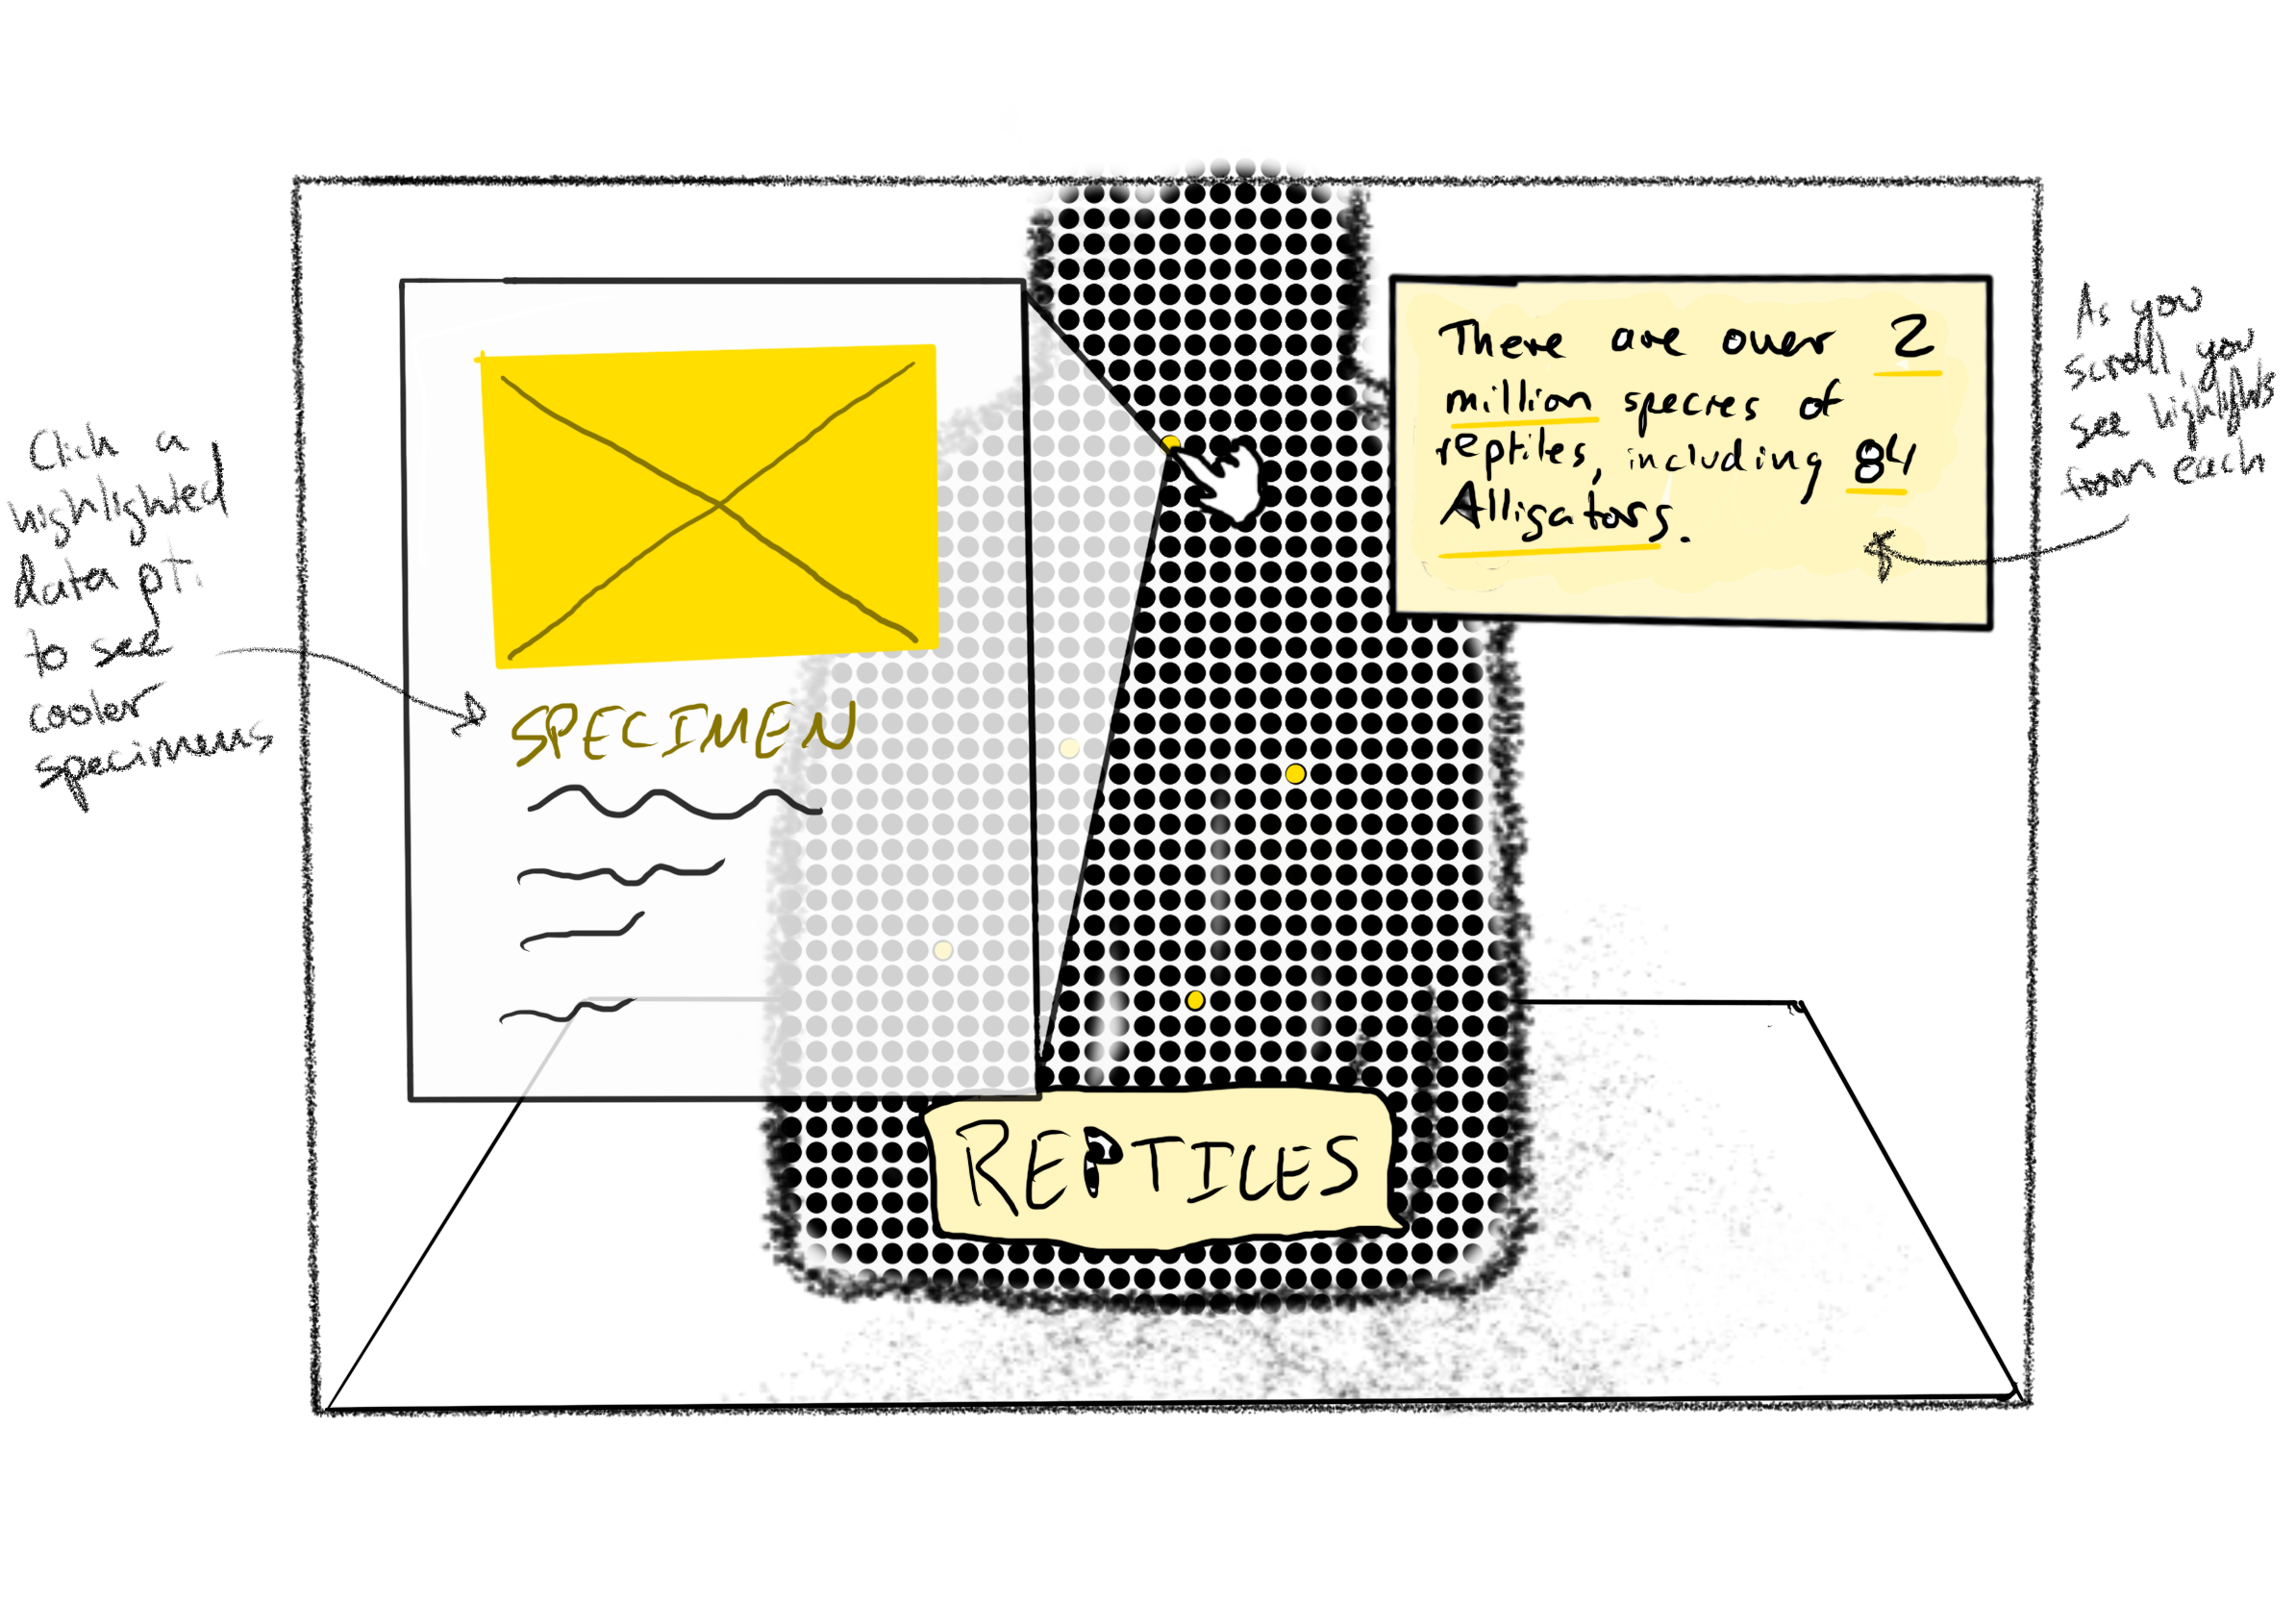 Click a
highlighted
data pt.
to see
cooler
specimens
SPECIMEN
There are over 2
million species of
reptiles, including 84
Alligators.
As you
scroll, you
see highlights
from each
REPTILES